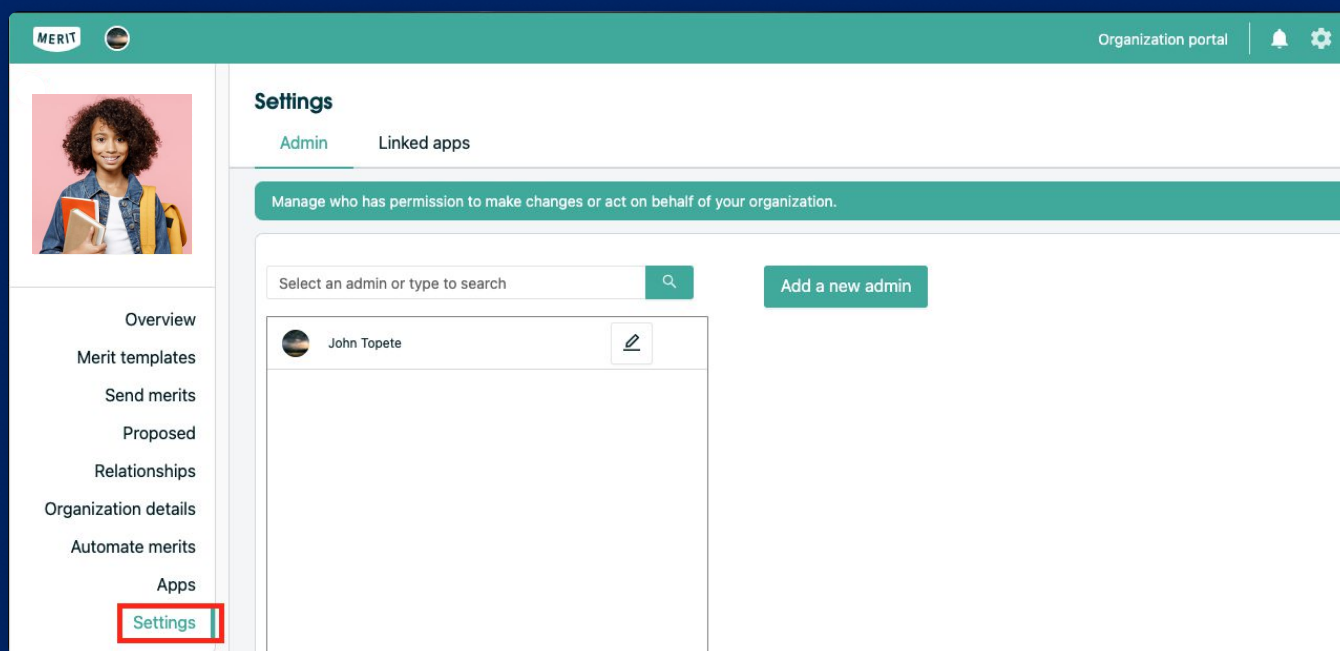 MERIT
Organization portal
Settings
Admin
Linked apps
Manage who has permission to make changes or act on behalf of your organization.
Select an admin or type to search
Add a new admin
John Topete
Overview
Merit templates
Send merits
Proposed
Relationships
Organization details
Automate merits
Apps
Settings